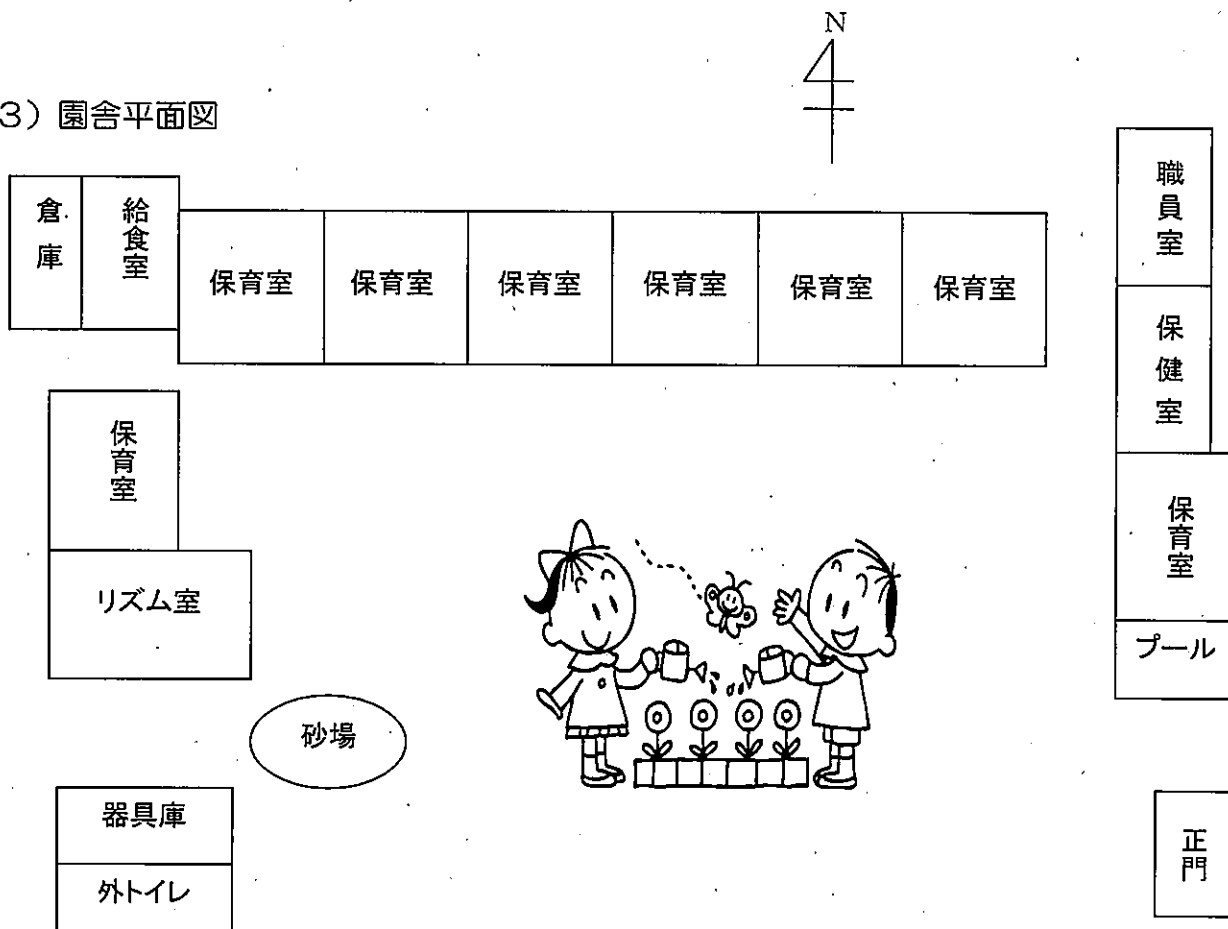 N
3）園舎平面図
倉庫
給食室
保育室
保育室
保育室
保育室
保育室
保育室
職員室
保健室
保育室
プール
保育室
リズム室
砂場
器具庫
外トイレ
正門